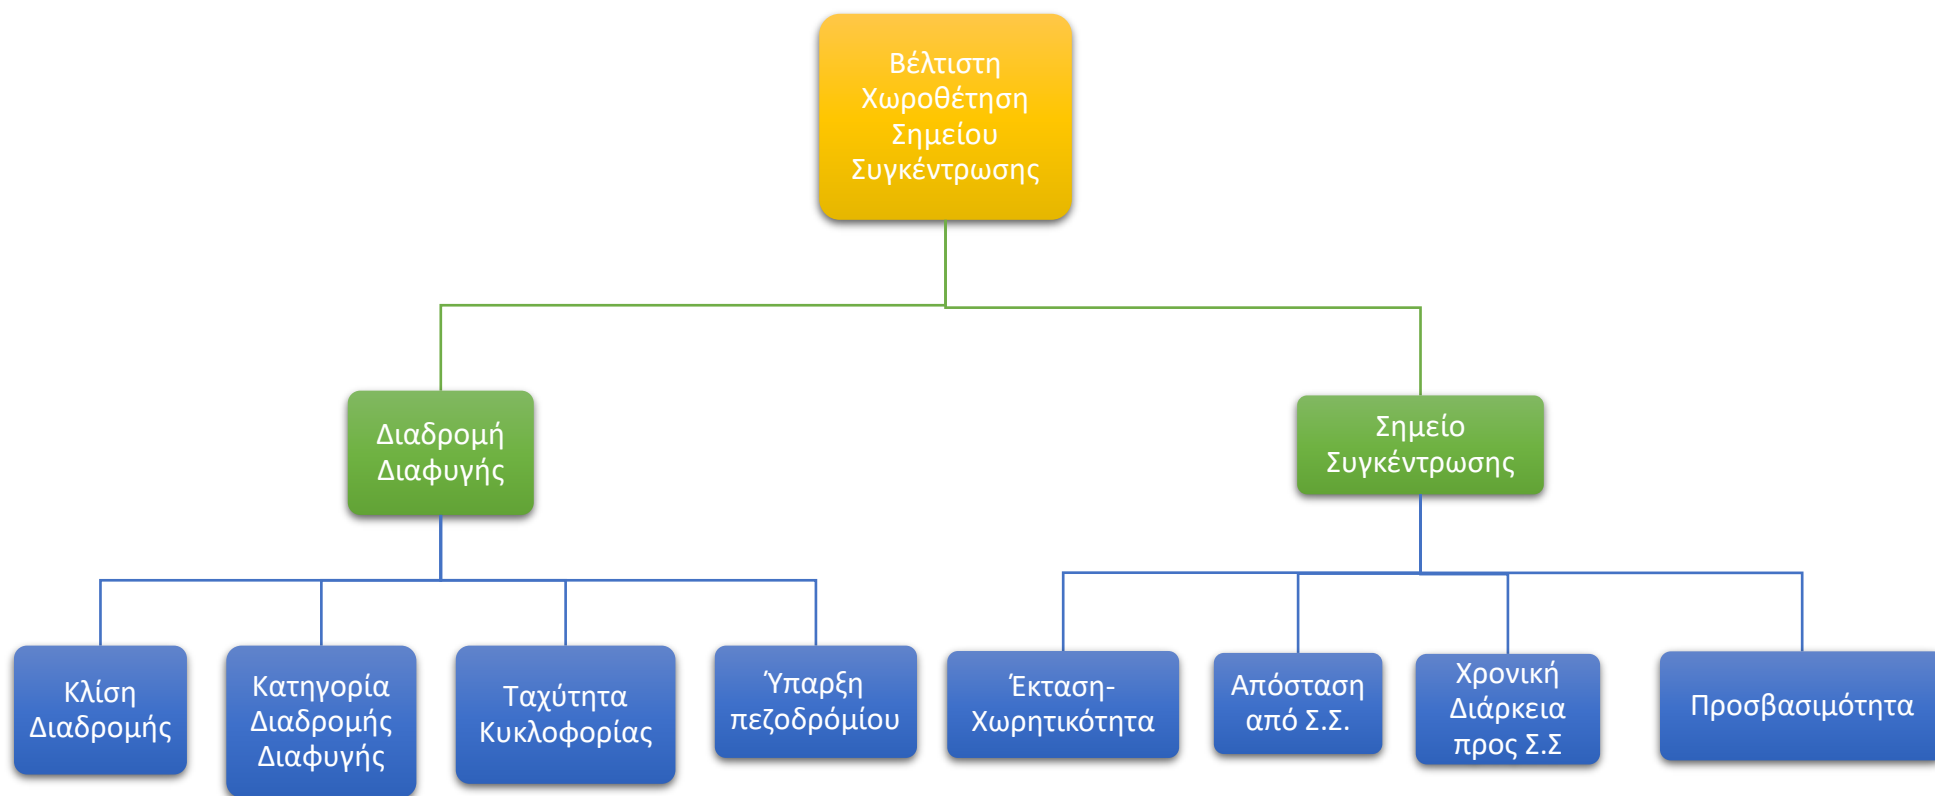 Βέλτιστη
Χωροθέτηση
Σημείου
Συγκέντρωσης
Διαδρομή
Διαφυγής
Σημείο
Συγκέντρωσης
Κλίση
Διαδρομής
Κατηγορία
Διαδρομής
Διαφυγής
Ταχύτητα
Κυκλοφορίας
Ύπαρξη
πεζοδρόμίου
Έκταση-
Χωρητικότητα
Απόσταση
από Σ.Σ.
Χρονική
Διάρκεια
προς Σ.Σ
Προσβασιμότητα